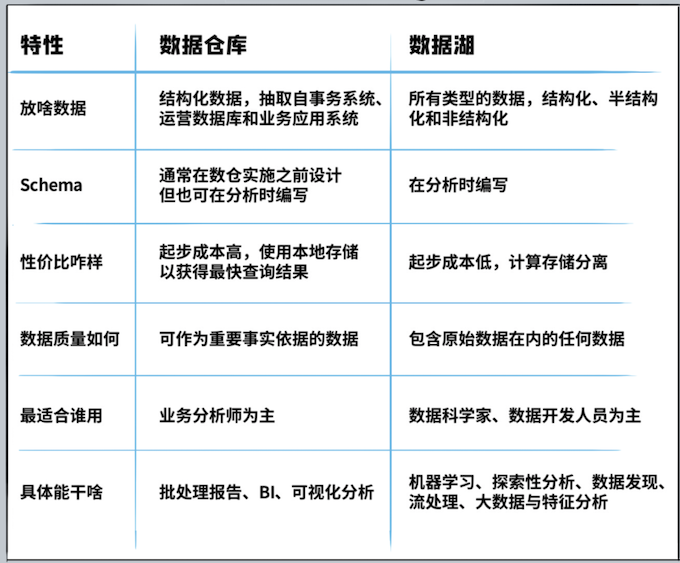 特性
数据仓库
数据湖
放啥数据
结构化数据，抽取自事务系统、
运营数据库和业务应用系统
所有类型的数据，结构化、半结构
化和非结构化
Schema
通常在数仓实施之前设计
但也可在分析时编写
在分析时编写
性价比咋样
起步成本高，使用本地存储
以获得最快查询结果
起步成本低，计算存储分离
数据质量如何
可作为重要事实依据的数据
包含原始数据在内的任何数据
最适合谁用
业务分析师为主
数据科学家、数据开发人员为主
具体能干啥
批处理报告、BI、可视化分析
机器学习、探索性分析、数据发现、
流处理、大数据与特征分析